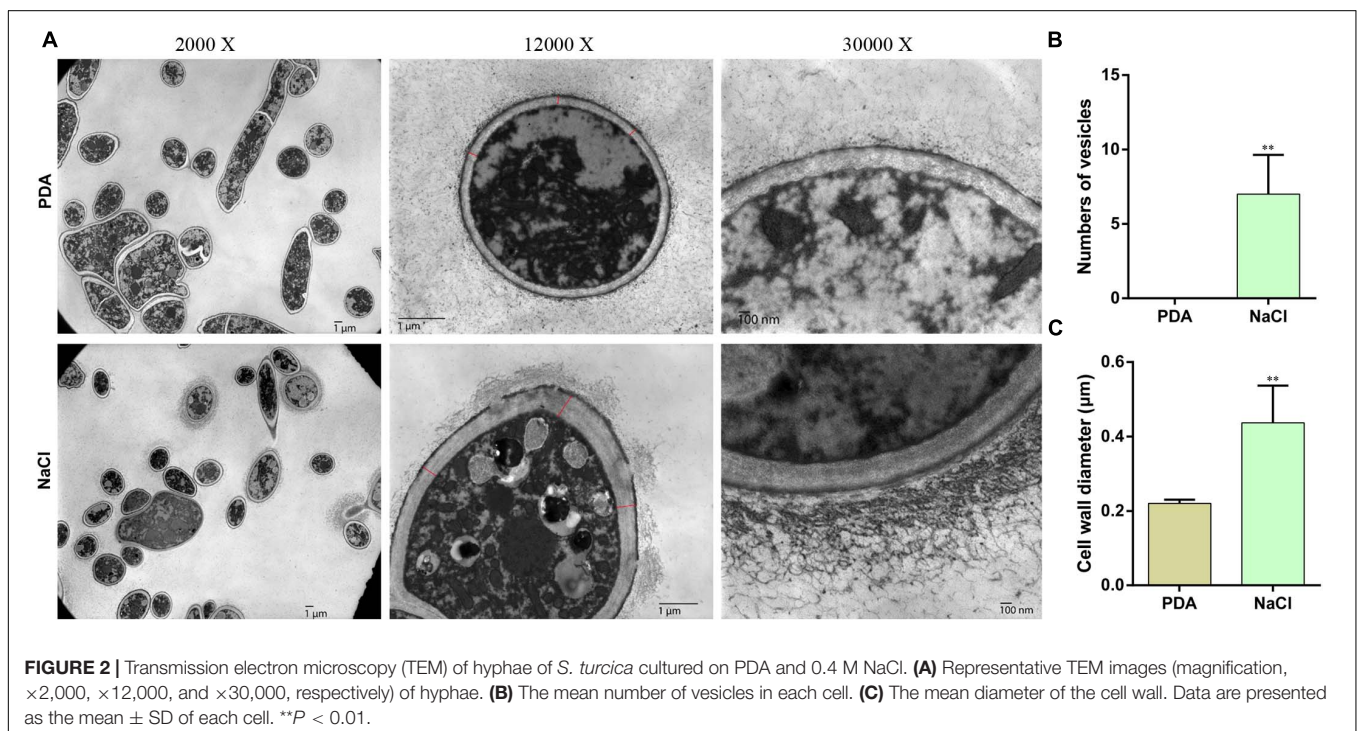 A
2000 X
12000 X
30000 X
PDA
1 µm
1 µm
100 nm
NaCl
1 µm
1 µm
100 nm
B
Numbers of vesicles
15
10
5
0
**
PDA
NaCl
C
Cell wall diameter (µm)
0.6
0.4
0.2
0.0
**
PDA
NaCl
FIGURE 2 | Transmission electron microscopy (TEM) of hyphae of S. turcica cultured on PDA and 0.4 M NaCl. (A) Representative TEM images (magnification,
×2,000, ×12,000, and ×30,000, respectively) of hyphae. (B) The mean number of vesicles in each cell. (C) The mean diameter of the cell wall. Data are presented
as the mean ± SD of each cell. **P < 0.01.